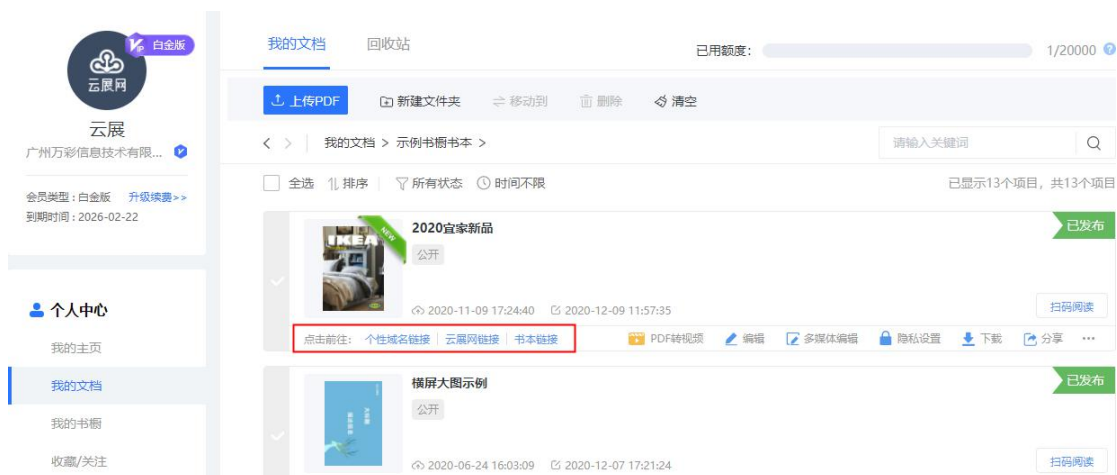 白金版
云展网
云展
广州万彩信息技术有限...
会员类型：白金版 升级续费>>
到期时间：2026-02-22
个人中心
我的主页
我的文档
我的书橱
收藏/关注
我的文档 回收站 已用额度： 1/20000
上传PDF 新建文件夹 移动到 删除 清空
我的文档 > 示例书橱书本 > 请输入关键词
全选 排序 所有状态 时间不限 已显示13个项目，共13个项目
NEW
IKEA
2020宜家新品 已发布
公开
2020-11-09 17:24:40 2020-12-09 11:57:35 扫码阅读
点击前往： 个性域名链接 云展网链接 书本链接 PDF转视频 编辑 多媒体编辑 隐私设置 下载 分享 ...
横屏大图示例 已发布
公开
2020-06-24 16:03:09 2020-12-07 17:21:24 扫码阅读